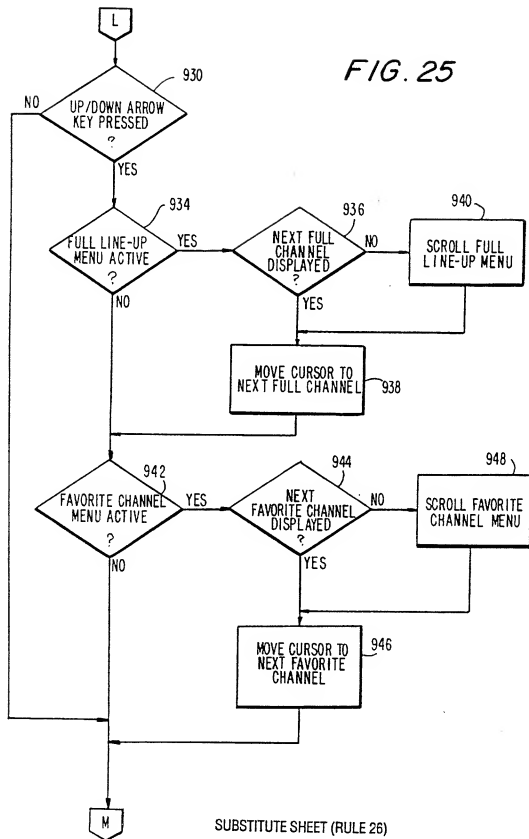 L
FIG. 25
930
NO
UP/DOWN ARROW
KEY PRESSED
?
YES
934
FULL LINE-UP
MENU ACTIVE
?
YES
NO
936
NEXT FULL
CHANNEL
DISPLAYED
?
NO
YES
940
SCROLL FULL
LINE-UP MENU
MOVE CURSOR TO
NEXT FULL CHANNEL
938
942
FAVORITE CHANNEL
MENU ACTIVE
?
YES
NO
944
NEXT
FAVORITE CHANNEL
DISPLAYED
?
NO
YES
948
SCROLL FAVORITE
CHANNEL MENU
MOVE CURSOR TO
NEXT FAVORITE
CHANNEL
946
M
SUBSTITUTE SHEET (RULE 26)